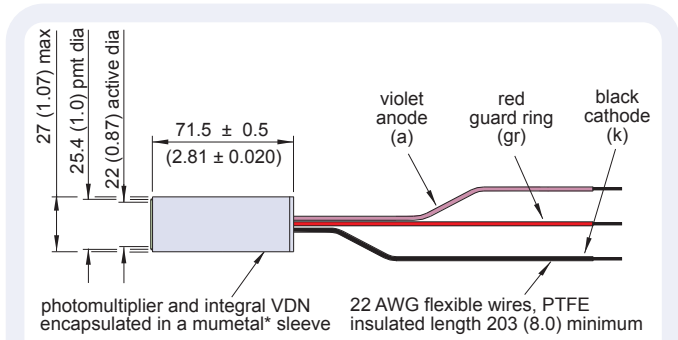 27 (1.07) max
25.4 (1.0) pmt dia
22 (0.87) active dia
71.5 ± 0.5
(2.81 ± 0.020)
violet
anode
(a)
red
guard ring
(gr)
black
cathode
(k)
photomultiplier and integral VDN
encapsulated in a mumetal* sleeve
22 AWG flexible wires, PTFE
insulated length 203 (8.0) minimum